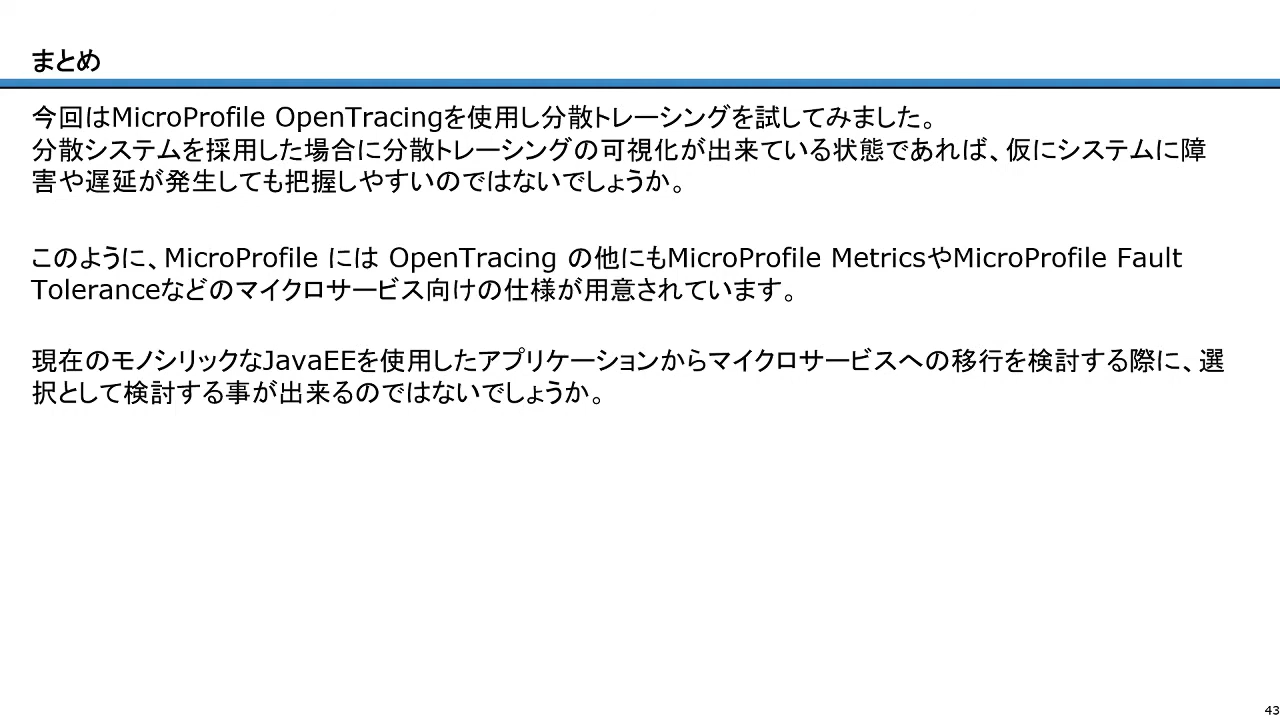 まとめ
今回はMicroProfile OpenTracingを使用し分散トレーシングを試してみました。
分散システムを採用した場合に分散トレーシングの可視化が出来ている状態であれば、仮にシステムに障
害や遅延が発生しても把握しやすいのではないでしょうか。
このように、MicroProfile には OpenTracing の他にもMicroProfile MetricsやMicroProfile Fault
Toleranceなどのマイクロサービス向けの仕様が用意されています。
現在のモノシリックなJavaEEを使用したアプリケーションからマイクロサービスへの移行を検討する際に、選
択として検討する事が出来るのではないでしょうか。
43